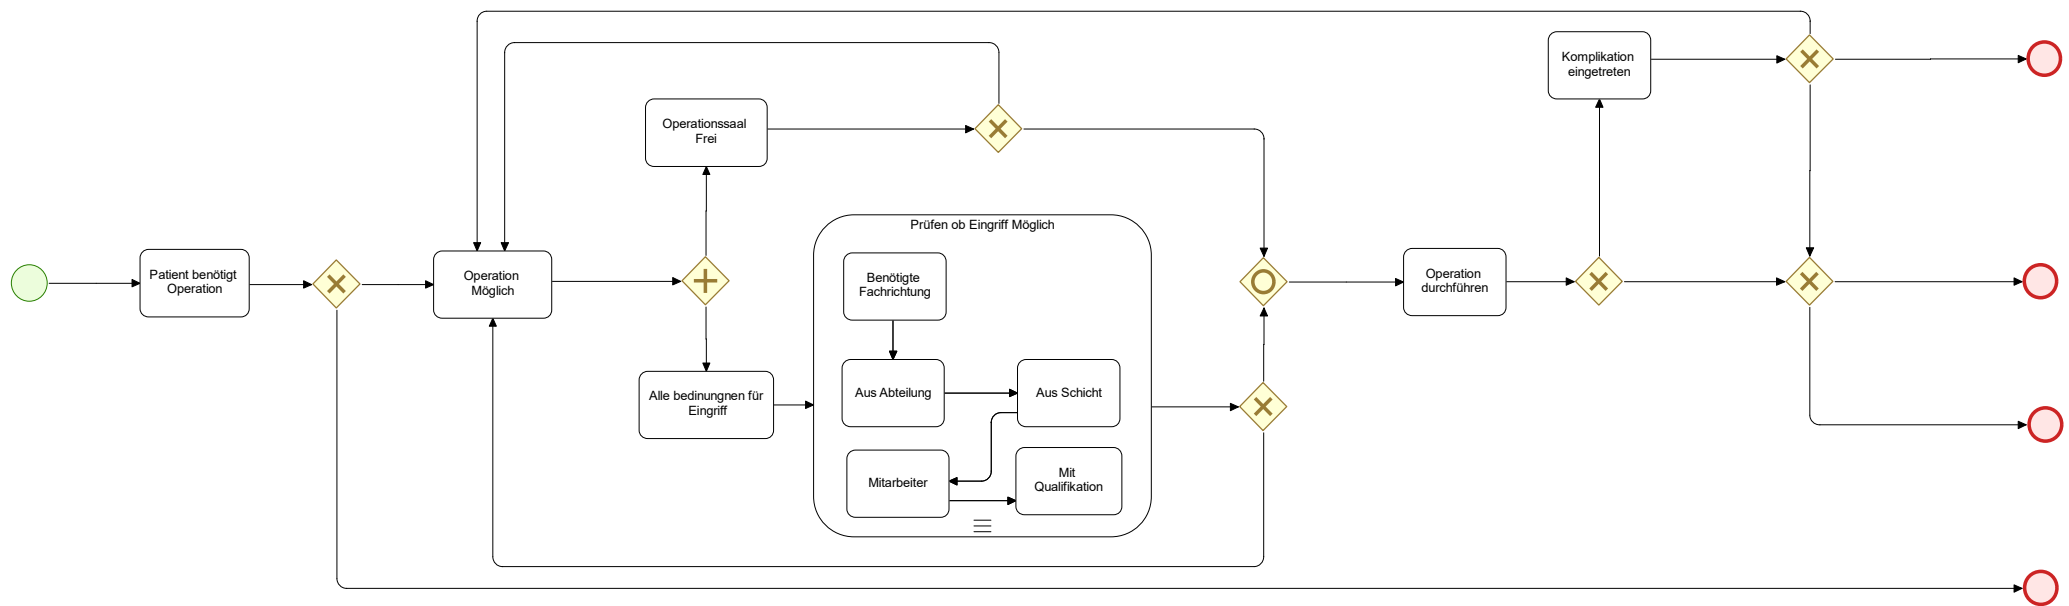 Patient benötigt
Operation
Operation
Möglich
Operationssaal
Frei
Alle bedinungnen für
Eingriff
Prüfen ob Eingriff Möglich
Benötigte
Fachrichtung
Aus Abteilung
Aus Schicht
Mitarbeiter
Mit
Qualifikation
Operation
durchführen
Komplikation
eingetreten